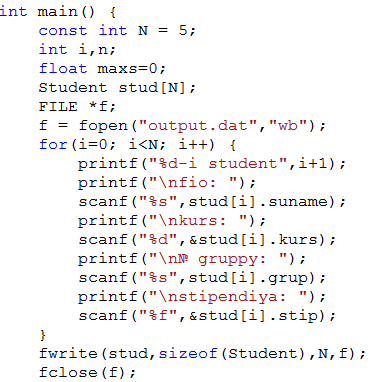 int main() {
const int N = 5;
int i,n;
float maxs=0;
Student stud[N];
FILE *f;
f = fopen("output.dat","wb");
for(i=0; i<N; i++) {
printf("%d-i student",i+1);
printf("\nfio: ");
scanf("%s",stud[i].suname);
printf("\nkurs: ");
scanf("%d",&stud[i].kurs);
printf("\n№ gruppy: ");
scanf("%s",stud[i].grup);
printf("\nstipendiya: ");
scanf("%f",&stud[i].stip);
}
fwrite(stud,sizeof(Student),N,f);
fclose(f);